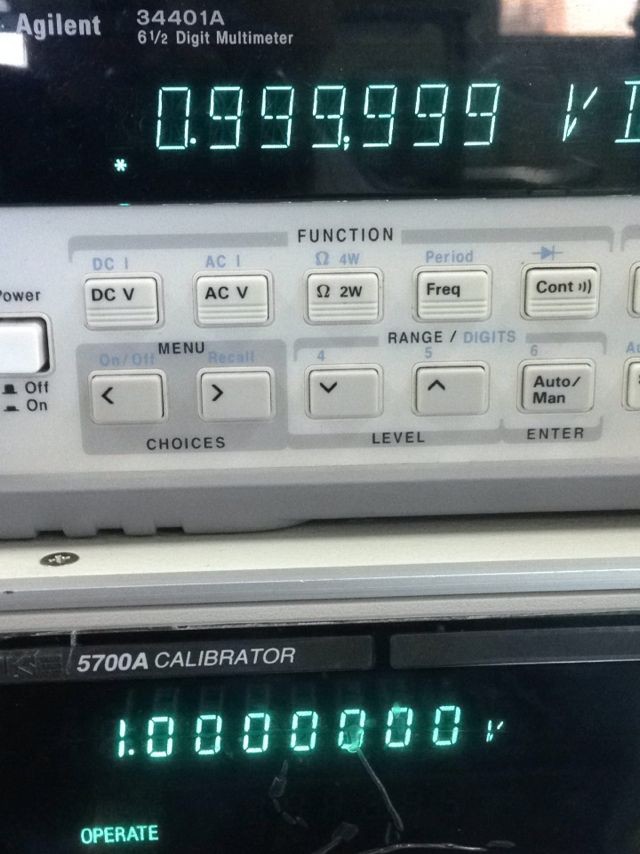 Agilent
34401A
6½ Digit Multimeter
0.999,999 V
*
FUNCTION
DC I AC I Ω 4W Period
DC V AC V Ω 2W Freq Cont
Power
MENU
RANGE / DIGITS
On/Off Recall 4 5 6
< > Auto/
Man
Off
On
CHOICES LEVEL ENTER
5700A CALIBRATOR
1.0000000 V
OPERATE